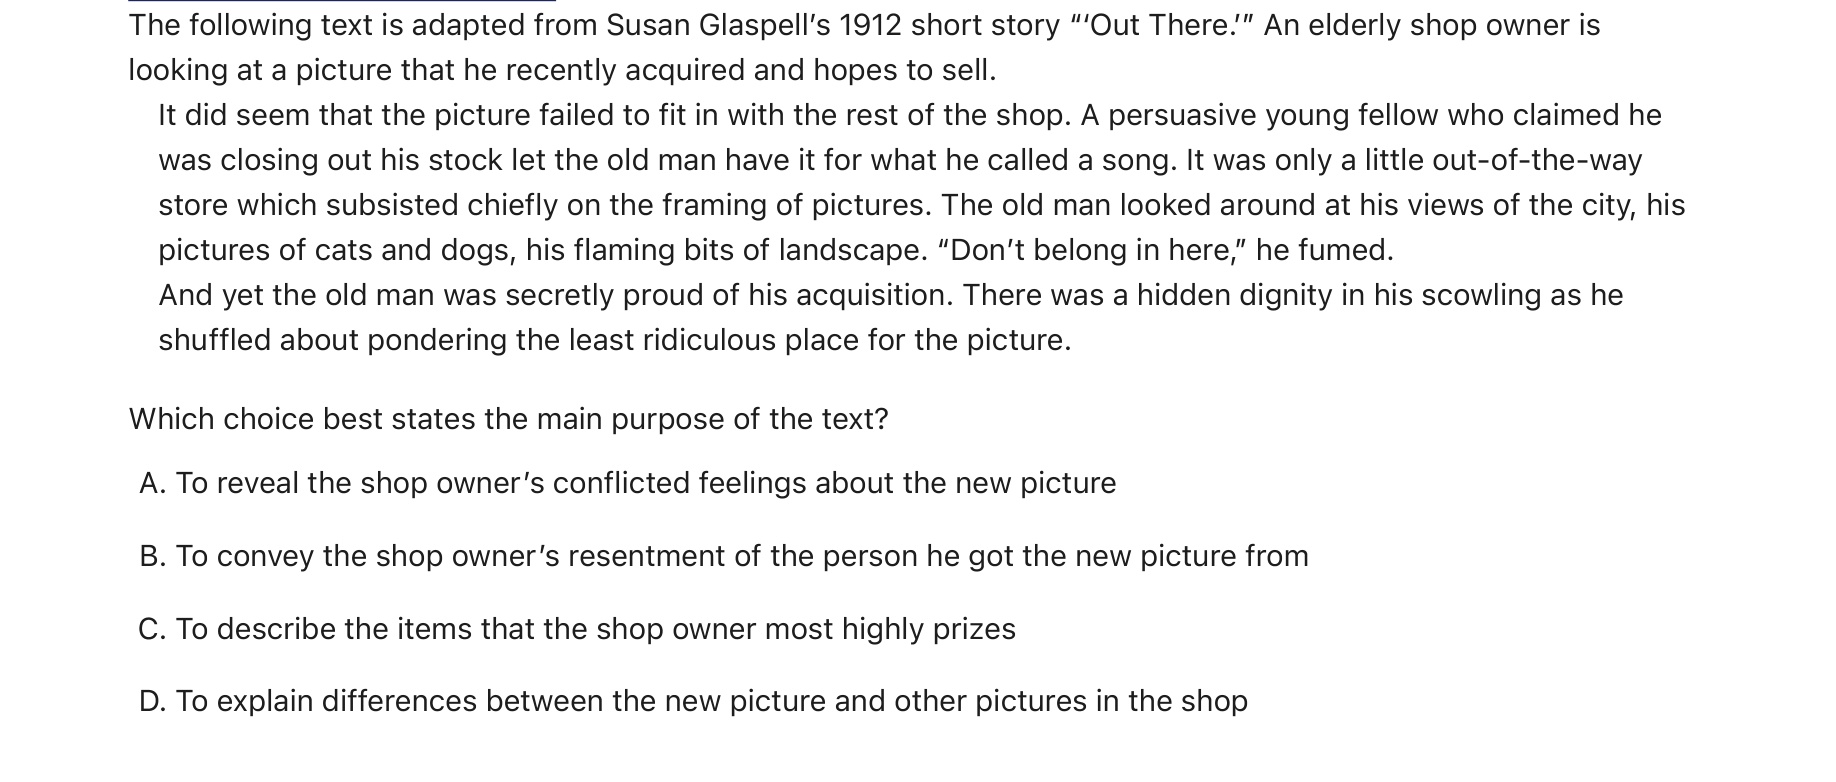 The following text is adapted from Susan Glaspell’s 1912 short story “‘Out There.’” An elderly shop owner is
looking at a picture that he recently acquired and hopes to sell.
It did seem that the picture failed to fit in with the rest of the shop. A persuasive young fellow who claimed he
was closing out his stock let the old man have it for what he called a song. It was only a little out-of-the-way
store which subsisted chiefly on the framing of pictures. The old man looked around at his views of the city, his
pictures of cats and dogs, his flaming bits of landscape. “Don’t belong in here,” he fumed.
And yet the old man was secretly proud of his acquisition. There was a hidden dignity in his scowling as he
shuffled about pondering the least ridiculous place for the picture.
Which choice best states the main purpose of the text?
A. To reveal the shop owner’s conflicted feelings about the new picture
B. To convey the shop owner’s resentment of the person he got the new picture from
C. To describe the items that the shop owner most highly prizes
D. To explain differences between the new picture and other pictures in the shop